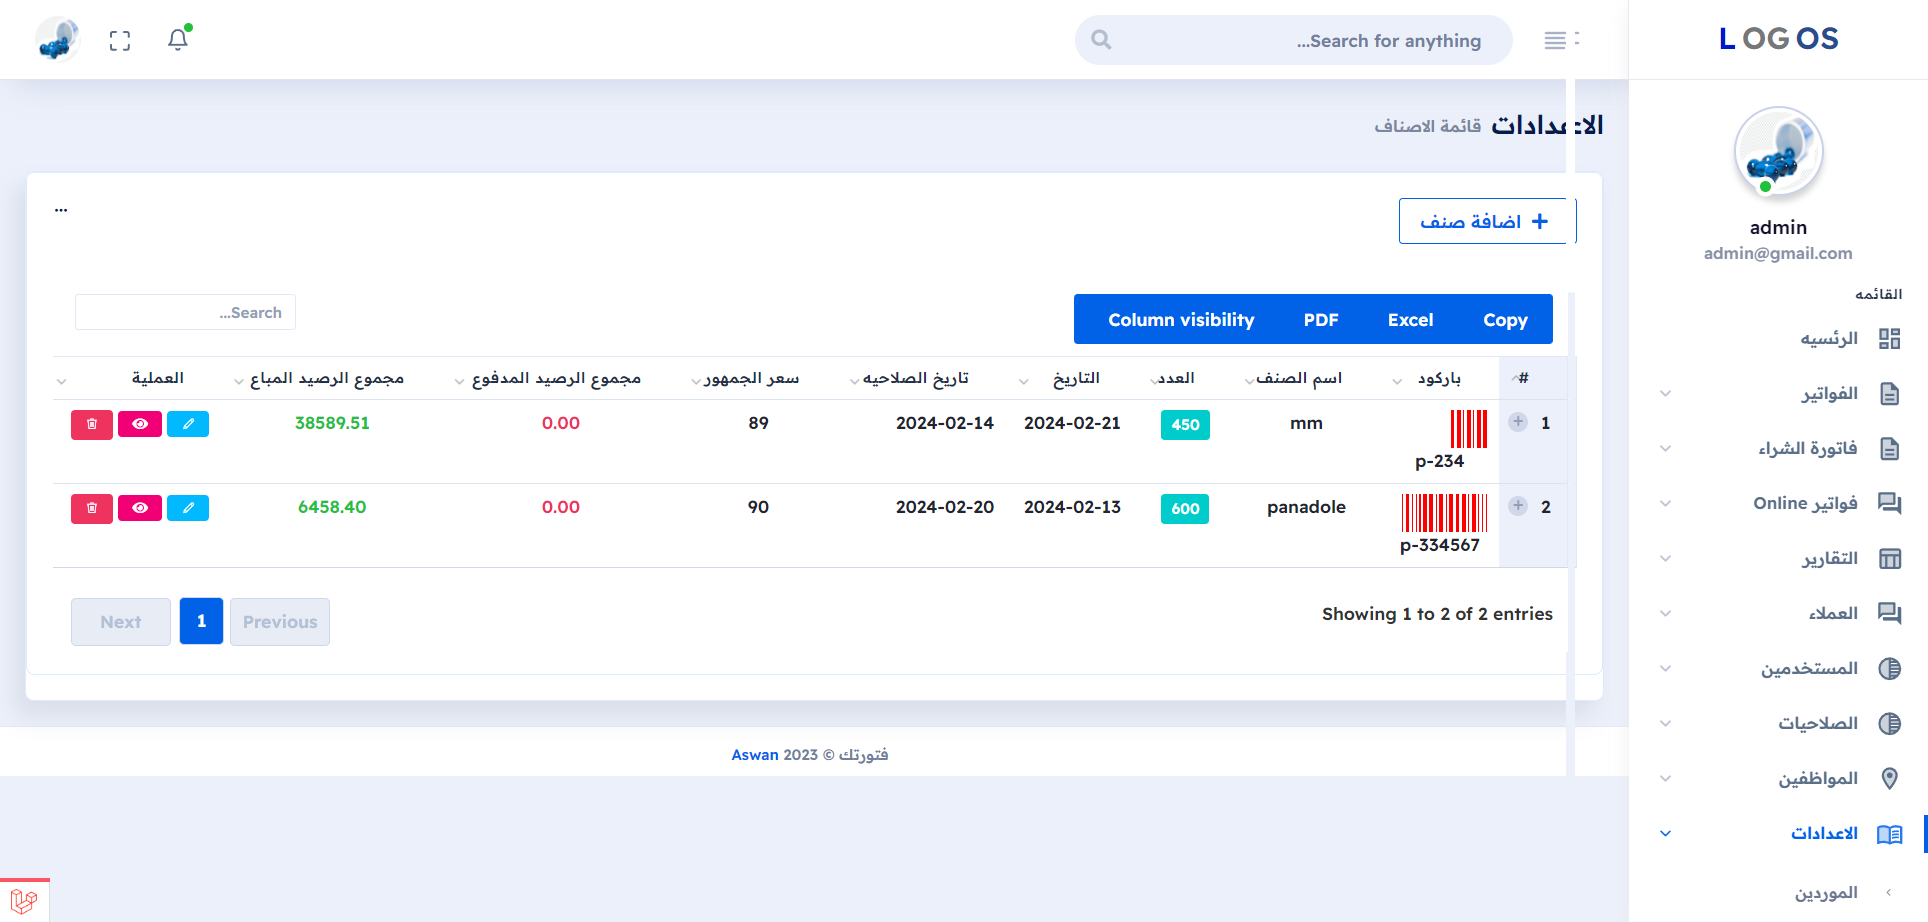 LOGOS
Search for anything...
admin
admin@gmail.com
القائمه
الرئسيه
الفواتير
فاتورة الشراء
فواتير Online
التقارير
العملاء
المستخدمين
الصلاحيات
المواظفين
الاعدادات
الموردين
الاعدادات قائمة الاصناف
اضافة صنف
...
Copy Excel PDF Column visibility
Search...
# باركود اسم الصنف العدد التاريخ تاريخ الصلاحيه سعر الجمهور مجموع الرصيد المدفوع مجموع الرصيد المباع العملية
1 p-234 mm 450 2024-02-21 2024-02-14 89 0.00 38589.51
2 p-334567 panadole 600 2024-02-13 2024-02-20 90 0.00 6458.40
Showing 1 to 2 of 2 entries
Previous 1 Next
فتورتك © 2023 Aswan